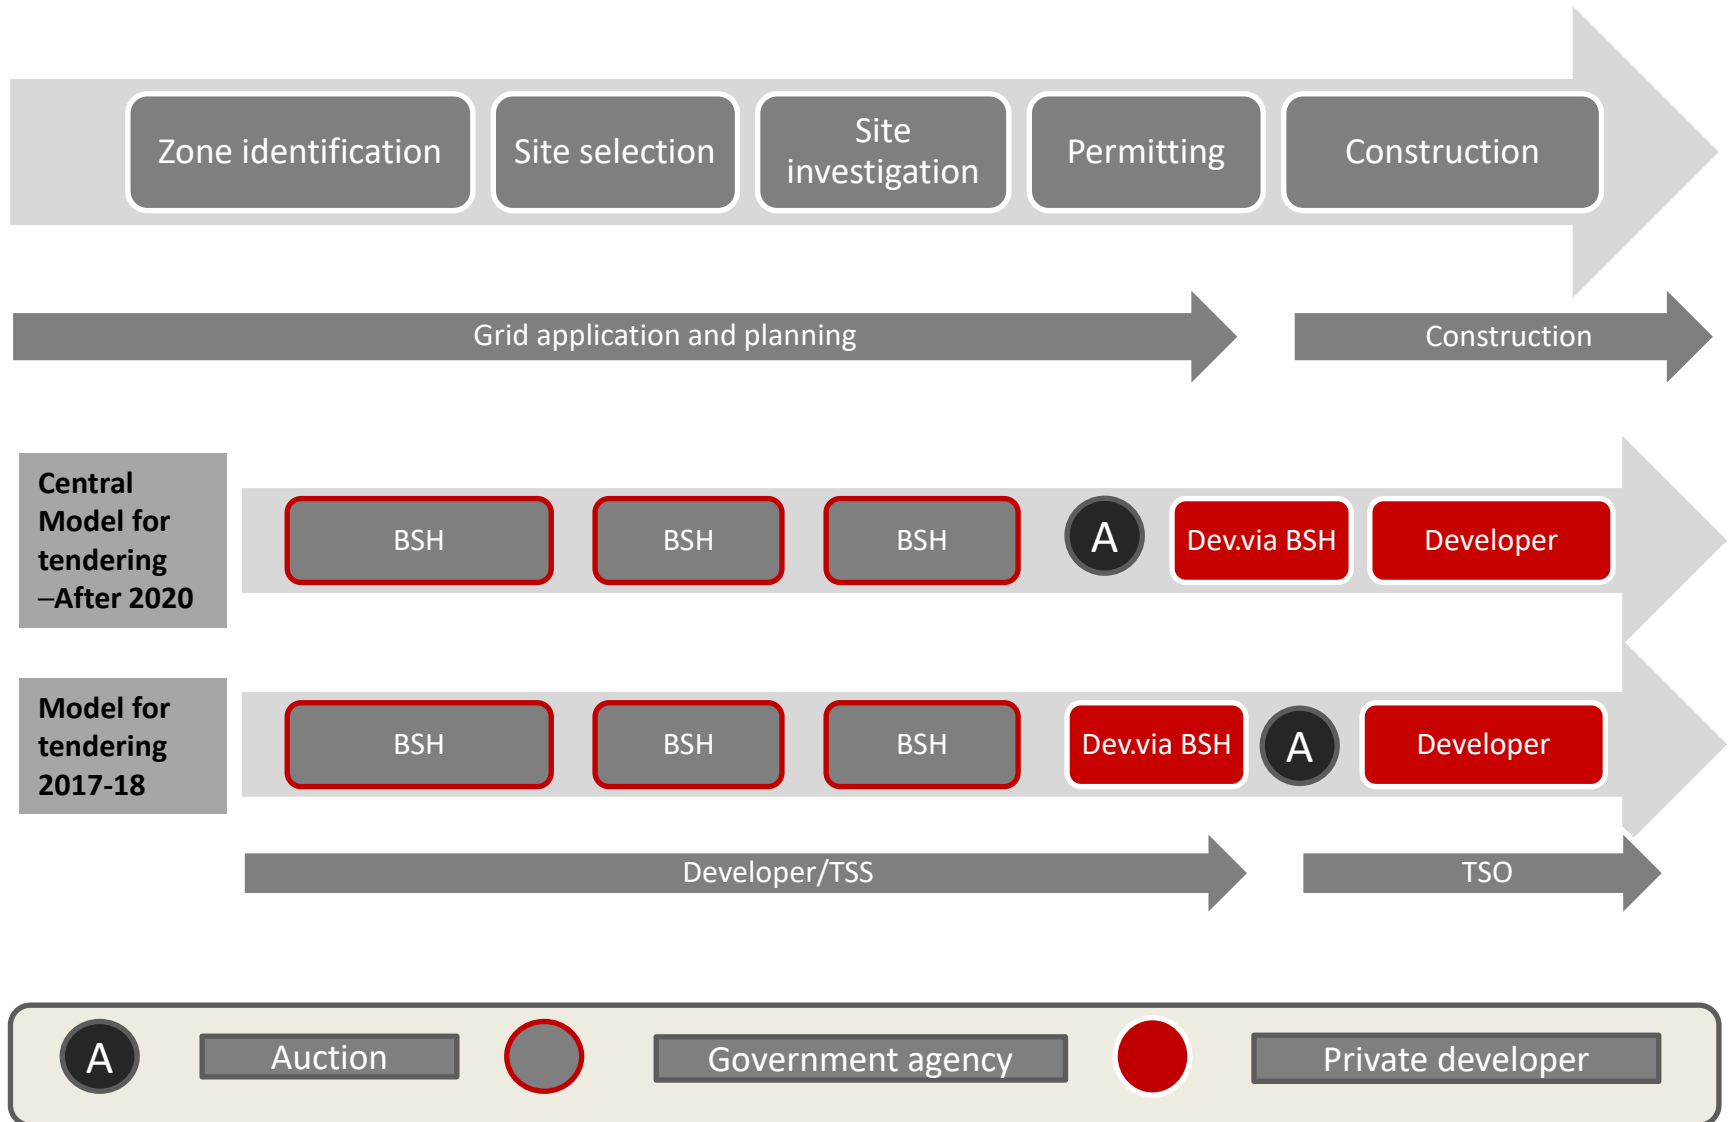 Zone identification
Site selection
Site
investigation
Permitting
Construction
Grid application and planning
Construction
Central
Model for
tendering
–After 2020
BSH
BSH
BSH
A
Dev.via BSH
Developer
Model for
tendering
2017-18
BSH
BSH
BSH
Dev.via BSH
A
Developer
Developer/TSS
TSO
A
Auction
Government agency
Private developer